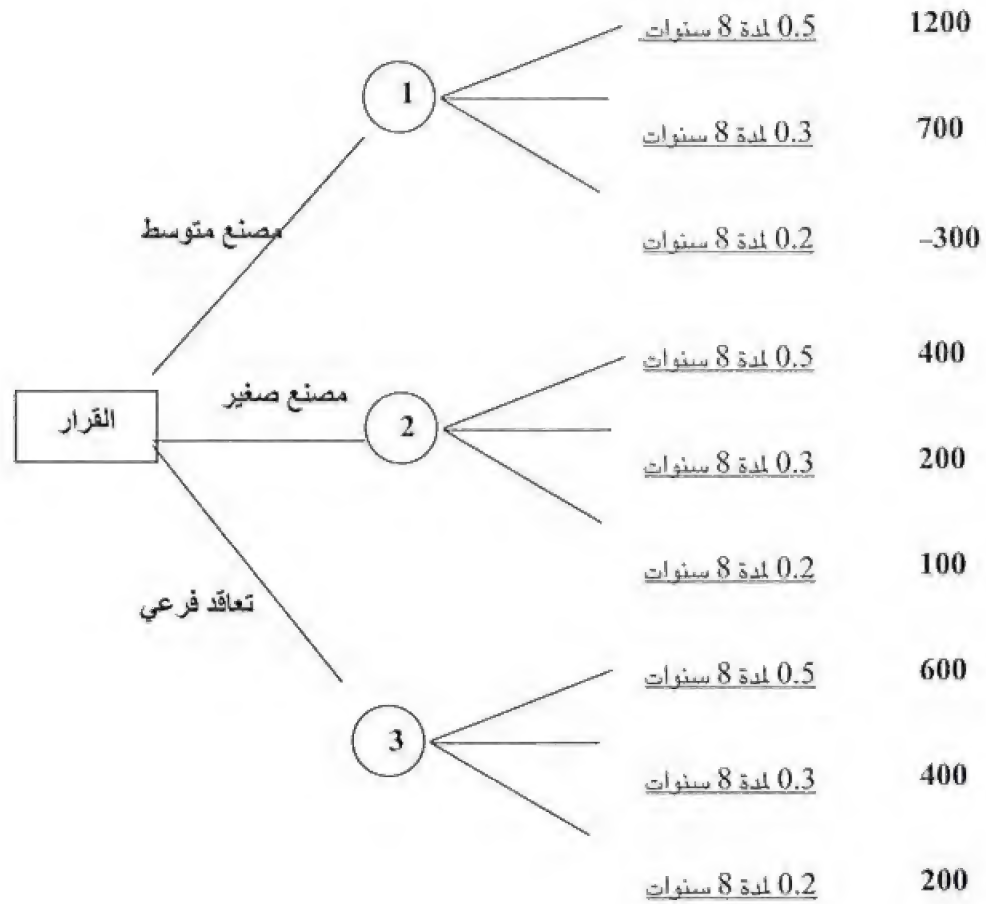 0.5 لمدة 8 سنوات 1200
1
0.3 لمدة 8 سنوات 700
مصنع متوسط
0.2 لمدة 8 سنوات –300
0.5 لمدة 8 سنوات 400
مصنع صغير
القرار
2
0.3 لمدة 8 سنوات 200
0.2 لمدة 8 سنوات 100
تعاقد فرعي
0.5 لمدة 8 سنوات 600
3
0.3 لمدة 8 سنوات 400
0.2 لمدة 8 سنوات 200